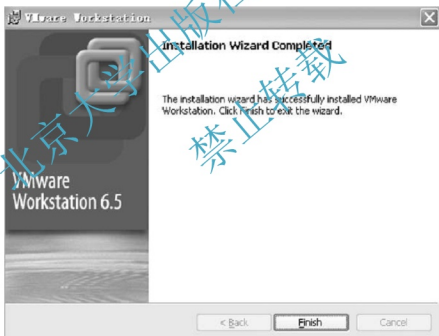 VMware Workstation
Installation Wizard Completed
The installation wizard has successfully installed VMware
Workstation. Click Finish to exit the wizard.
VMware
Workstation 6.5
< Back
Finish
Cancel
北京大学出版社
禁止转载